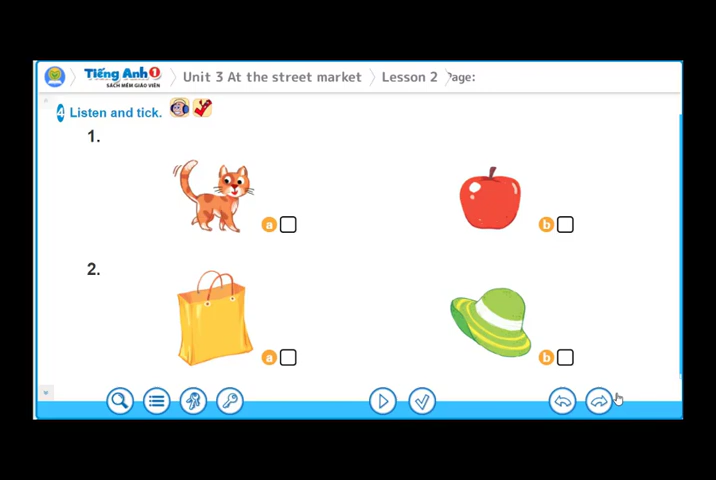 Tiếng Anh 1
SÁCH MỀM GIÁO VIÊN
Unit 3 At the street market
Lesson 2
Page:
4 Listen and tick.
1.
a
b
2.
a
b